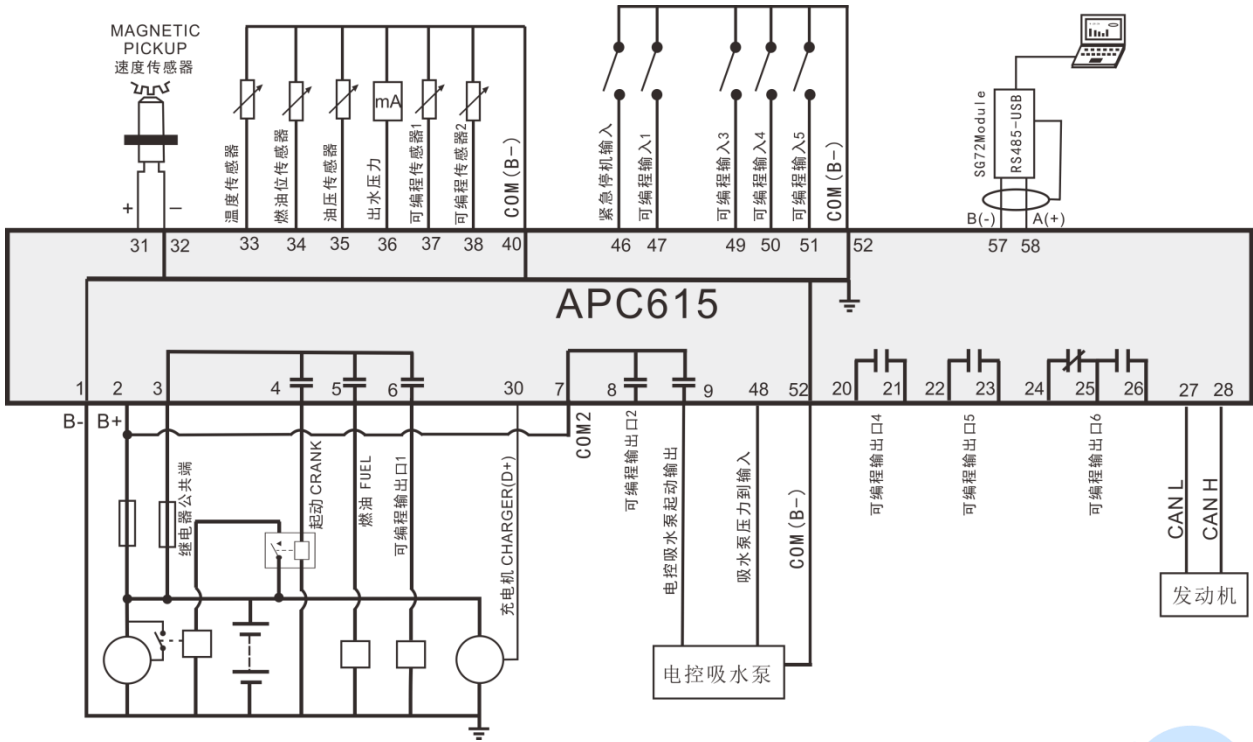 MAGNETIC
PICKUP
速度传感器
+
−
温度传感器
燃油位传感器
油压传感器
mA
出水压力
可编程传感器1
可编程传感器2
COM(B-)
紧急停机输入
可编程输入1
可编程输入3
可编程输入4
可编程输入5
COM(B-)
SG72Module
RS485-USB
B(-)
A(+)
31 32 33 34 35 36 37 38 40 46 47 49 50 51 52 57 58
APC615
1 2 3 4 5 6 30 7 8 9 48 52 20 21 22 23 24 25 26 27 28
B-
B+
继电器公共端
起动 CRANK
燃油 FUEL
可编程输出口1
充电机 CHARGER(D+)
COM2
可编程输出口2
电控吸水泵起动输出
吸水泵压力到输入
COM(B-)
可编程输出口4
可编程输出口5
可编程输出口6
CAN L
CAN H
电控吸水泵
发动机